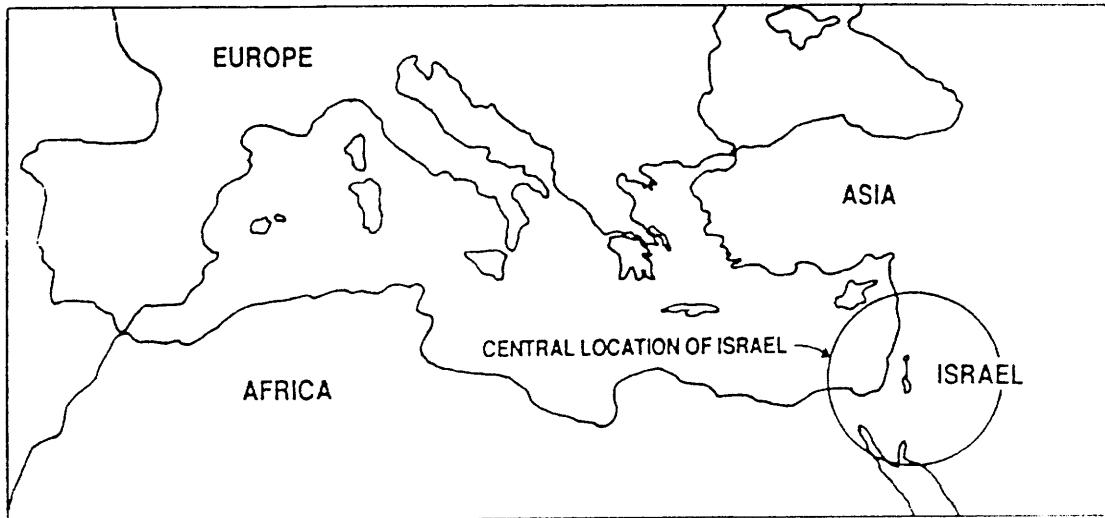 EUROPE
ASIA
CENTRAL LOCATION OF ISRAEL
ISRAEL
AFRICA